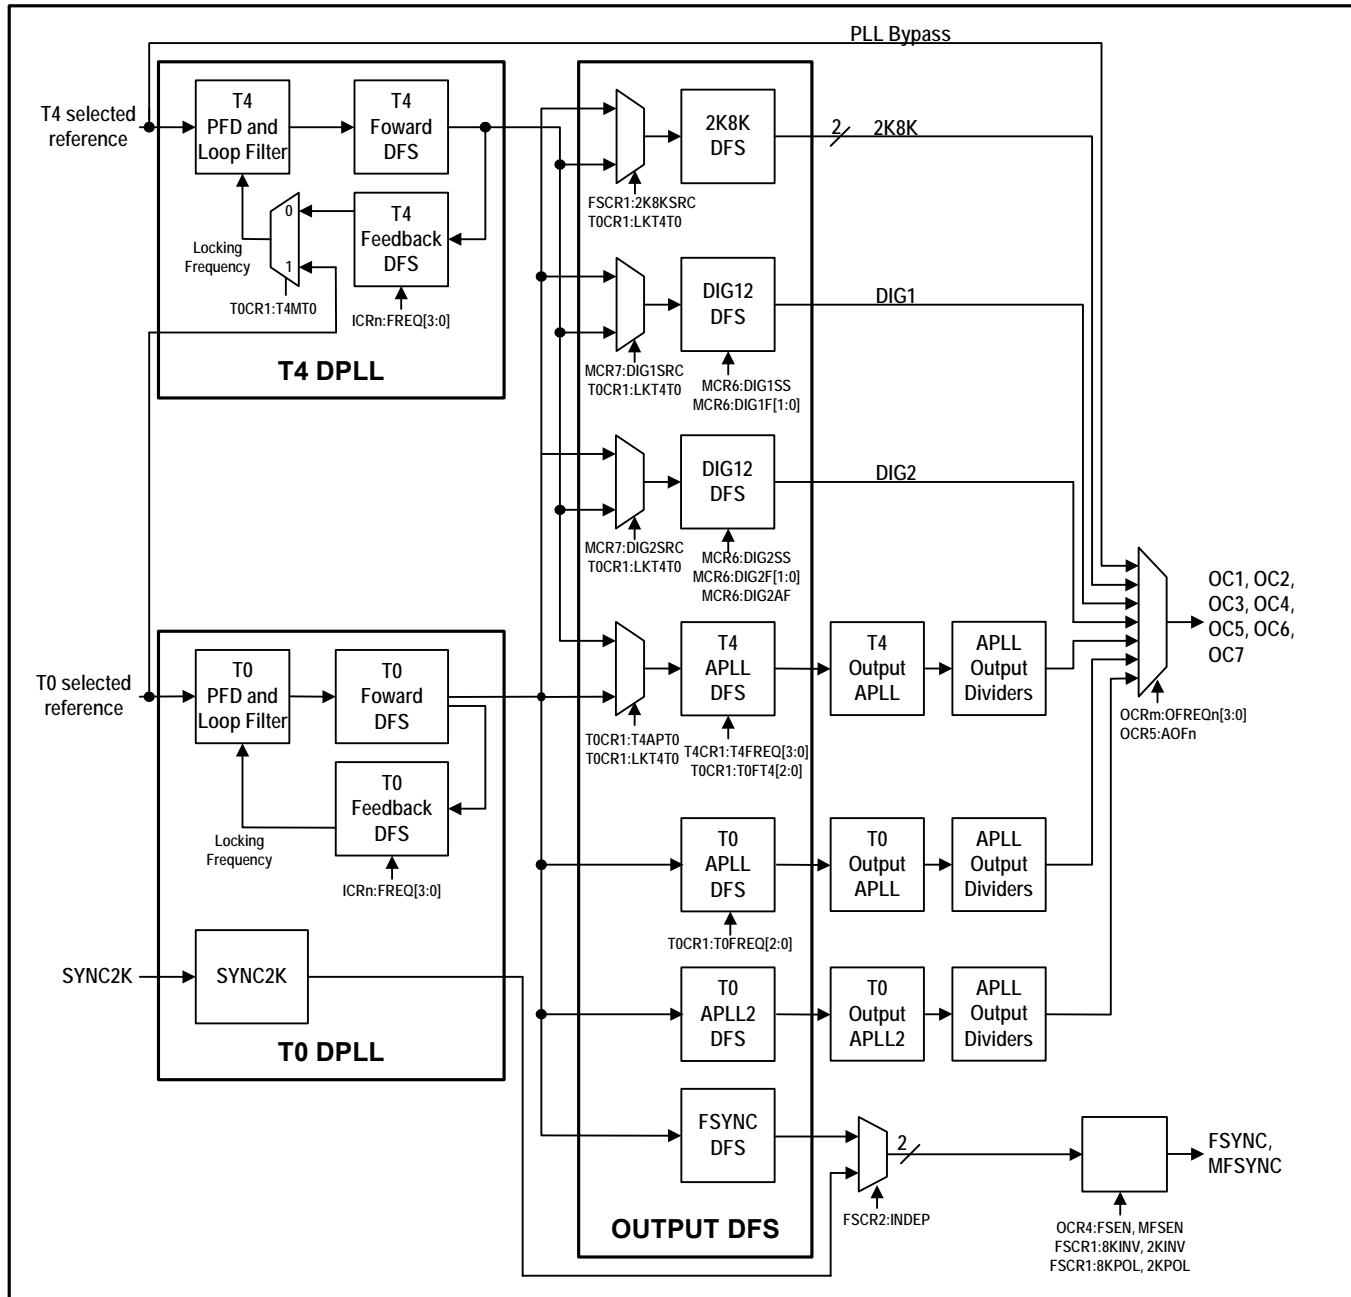 PLL Bypass
T4 selected
reference
T4
PFD and
Loop Filter
T4
Foward
DFS
0
1
T4
Feedback
DFS
Locking
Frequency
T0CR1:T4MT0
ICRn:FREQ[3:0]
T4 DPLL
2K8K
DFS
2
2K8K
FSCR1:2K8KSRC
T0CR1:LKT4T0
DIG12
DFS
DIG1
MCR7:DIG1SRC
T0CR1:LKT4T0
MCR6:DIG1SS
MCR6:DIG1F[1:0]
DIG12
DFS
DIG2
MCR7:DIG2SRC
T0CR1:LKT4T0
MCR6:DIG2SS
MCR6:DIG2F[1:0]
MCR6:DIG2AF
OC1, OC2,
OC3, OC4,
OC5, OC6,
OC7
OCRm:OFREQn[3:0]
OCR5:AOFn
T0 selected
reference
T0
PFD and
Loop Filter
T0
Foward
DFS
T0
Feedback
DFS
Locking
Frequency
ICRn:FREQ[3:0]
T4
APLL
DFS
T4
Output
APLL
APLL
Output
Dividers
T0CR1:T4APT0
T0CR1:LKT4T0
T4CR1:T4FREQ[3:0]
T0CR1:T0FT4[2:0]
T0
APLL
DFS
T0
Output
APLL
APLL
Output
Dividers
T0CR1:T0FREQ[2:0]
SYNC2K
SYNC2K
T0 DPLL
T0
APLL2
DFS
T0
Output
APLL2
APLL
Output
Dividers
FSYNC
DFS
2
FSCR2:INDEP
FSYNC,
MFSYNC
OCR4:FSEN, MFSEN
FSCR1:8KINV, 2KINV
FSCR1:8KPOL, 2KPOL
OUTPUT DFS